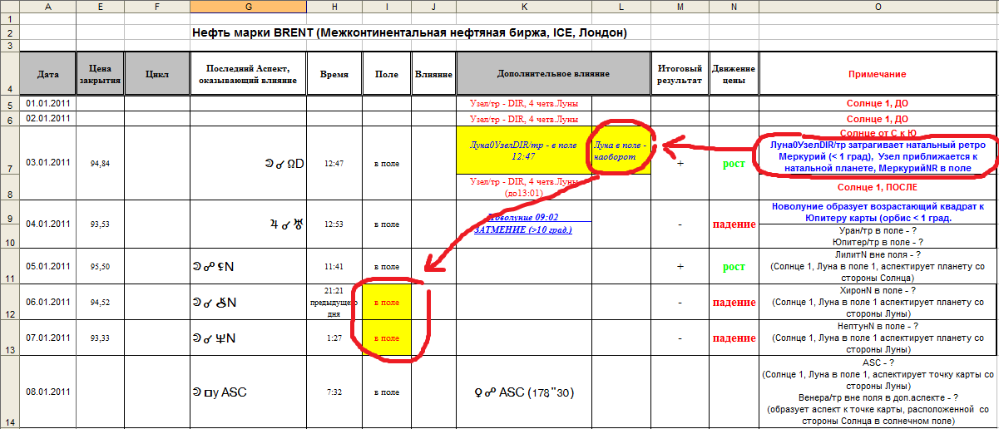 A E F G H I J K L M N O
1
2 Нефть марки BRENT (Межконтинентальная нефтяная биржа, ICE, Лондон)
3
4 Дата Цена закрытия Цикл Последний Аспект, оказывающий влияние Время Поле Влияние Дополнительное влияние Итоговый результат Движение цены Примечание
5 01.01.2011 Узел/тр - DIR, 4 четв.Луны Солнце 1, ДО
6 02.01.2011 Узел/тр - DIR, 4 четв.Луны Солнце 1, ДО
Солнце от С к Ю
7 03.01.2011 94,84 ☽ ☌ ☊D 12:47 в поле Луна0УзелDIR/тр - в поле 12:47 Луна в поле - наоборот + рост Луна0УзелDIR/тр затрагивает натальный ретро
Меркурий (< 1 град), Узел приближается к
натальной планете, МеркурийNR в поле
8 Узел/тр - DIR, 4 четв.Луны (до13:01) Солнце 1, ПОСЛЕ
9 04.01.2011 93,53 ♃ ☌ ♅ 12:53 в поле Новолуние 09:02 - падение Новолуние образует возрастающий квадрат к
Юпитеру карты (орбис < 1 град.
10 ЗАТМЕНИЕ (>10 град.) Уран/тр в поле - ?
Юпитер/тр в поле - ?
11 05.01.2011 95,50 ☽ ☍ ⚸N 11:41 в поле + рост ЛилитN вне поля - ?
(Солнце 1, Луна в поле 1, аспектирует планету со
стороны Солнца)
12 06.01.2011 94,52 ☽ ☌ ⚷N 21:21 предыдущего дня в поле - падение ХиронN в поле - ?
(Солнце 1, Луна в поле 1 аспектирует планету со
стороны Луны)
13 07.01.2011 93,33 ☽ ☌ ♆N 1:27 в поле - падение НептунN в поле - ?
(Солнце 1, Луна в поле 1 аспектирует планету со
стороны Луны)
14 08.01.2011 ☽ □у ASC 7:32 в поле ♀ ☍ ASC (178,"30) ASC - ?
(Солнце 1, Луна в поле 1, аспектирует точку карты со
стороны Луны)
Венера/тр вне поля в доп.аспекте - ?
(образует аспект к точке карты, расположенной со
стороны Солнца в солнечном поле)